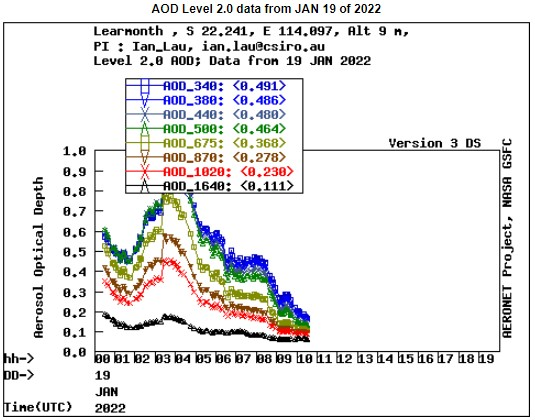 AOD Level 2.0 data from JAN 19 of 2022
Learmonth , S 22.241, E 114.097, Alt 9 m,
PI : Ian_Lau, ian.lau@csiro.au
Level 2.0 AOD; Data from 19 JAN 2022
AOD_340: <0.491>
AOD_380: <0.486>
AOD_440: <0.480>
AOD_500: <0.464>
AOD_675: <0.368>
AOD_870: <0.278>
AOD_1020: <0.230>
AOD_1640: <0.111>
Version 3 DS
Aerosol Optical Depth
1.0
0.9
0.8
0.7
0.6
0.5
0.4
0.3
0.2
0.1
0.0
AERONET Project, NASA GSFC
hh-> 00 01 02 03 04 05 06 07 08 09 10 11 12 13 14 15 16 17 18 19
DD-> 19
JAN
Time(UTC) 2022